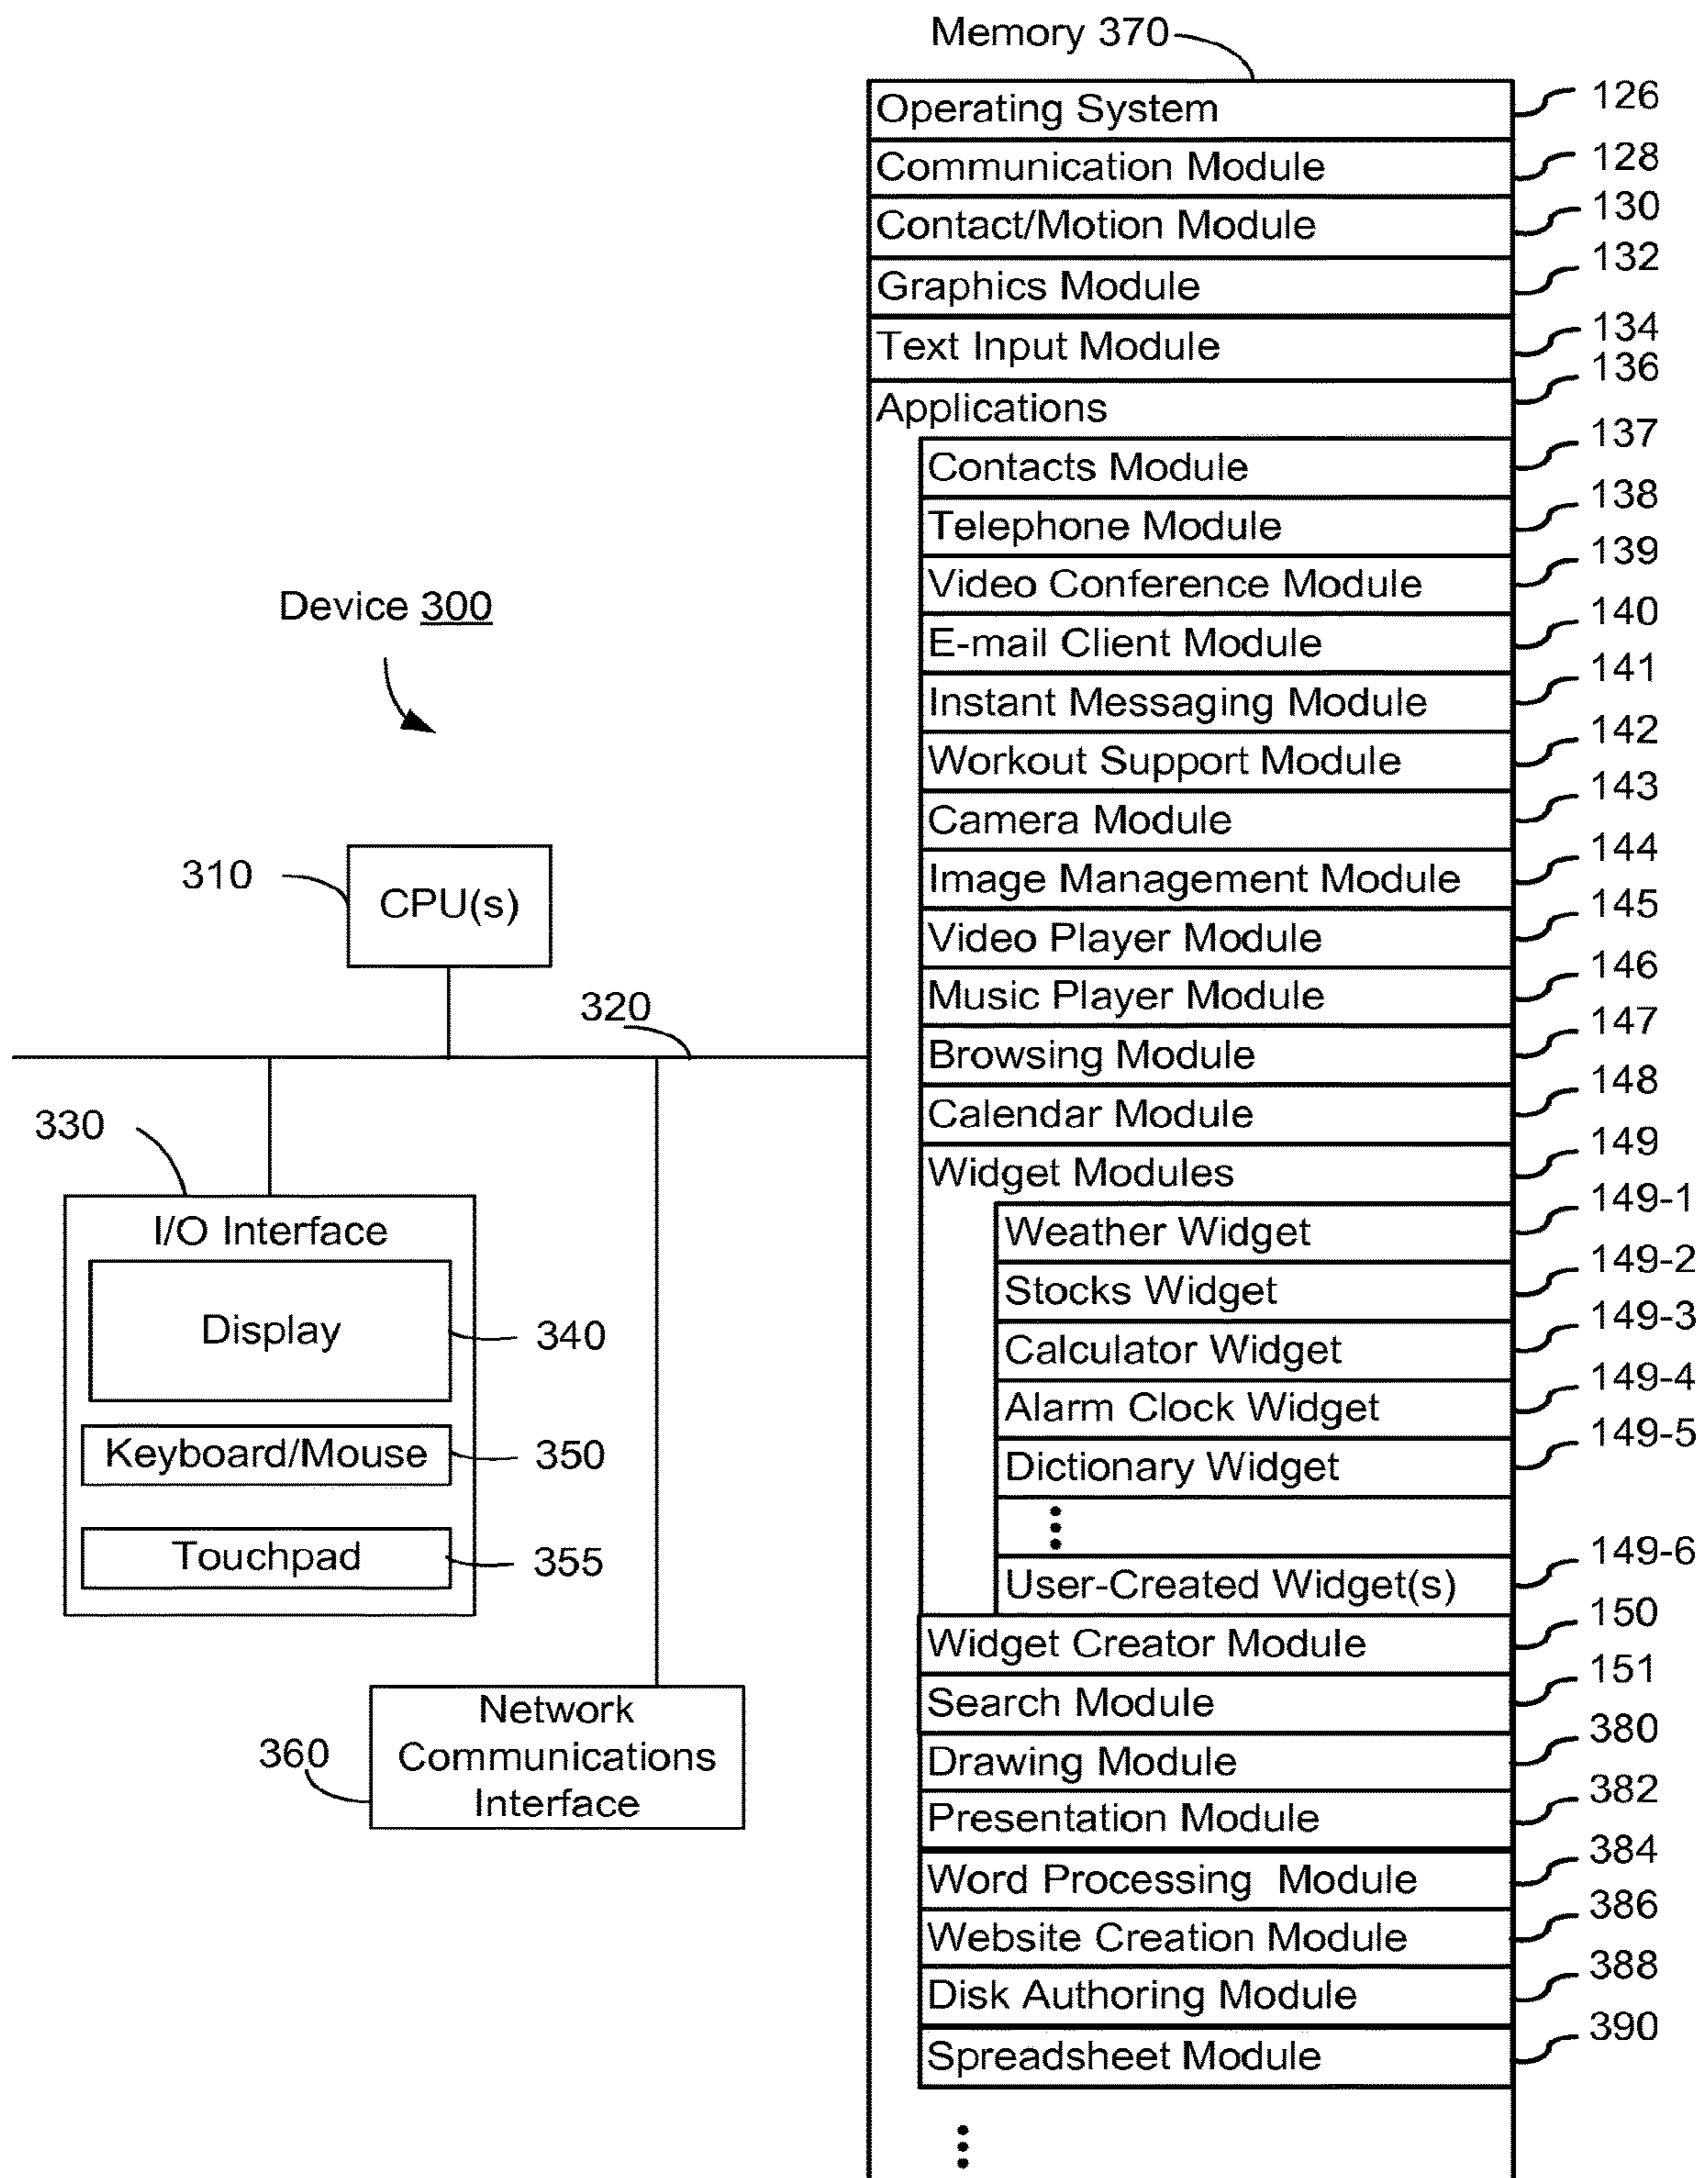 Memory 370
Operating System 126
Communication Module 128
Contact/Motion Module 130
Graphics Module 132
Text Input Module 134
Applications 136
Contacts Module 137
Telephone Module 138
Video Conference Module 139
E-mail Client Module 140
Instant Messaging Module 141
Workout Support Module 142
Camera Module 143
Image Management Module 144
Video Player Module 145
Music Player Module 146
Browsing Module 147
Calendar Module 148
Widget Modules 149
Weather Widget 149-1
Stocks Widget 149-2
Calculator Widget 149-3
Alarm Clock Widget 149-4
Dictionary Widget 149-5
User-Created Widget(s) 149-6
Widget Creator Module 150
Search Module 151
Drawing Module 380
Presentation Module 382
Word Processing Module 384
Website Creation Module 386
Disk Authoring Module 388
Spreadsheet Module 390
Device 300
310
CPU(s)
320
330
I/O Interface
Display 340
Keyboard/Mouse 350
Touchpad 355
360
Network
Communications
Interface